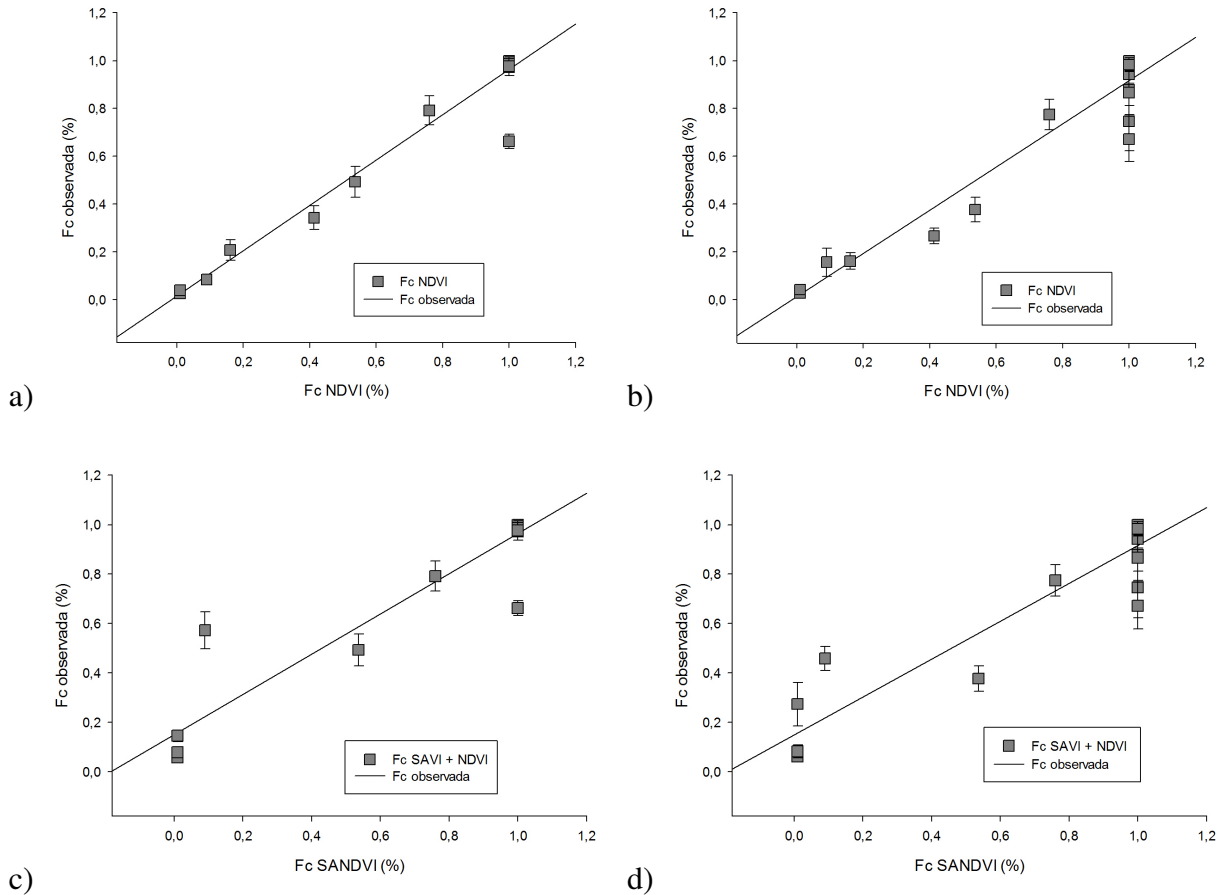 a)
1,2
1,0
0,8
0,6
0,4
0,2
0,0
Fc observada (%)
Fc NDVI
Fc observada
0,0 0,2 0,4 0,6 0,8 1,0 1,2
Fc NDVI (%)
b)
1,2
1,0
0,8
0,6
0,4
0,2
0,0
Fc observada (%)
Fc NDVI
Fc observada
0,0 0,2 0,4 0,6 0,8 1,0 1,2
Fc NDVI (%)
c)
1,2
1,0
0,8
0,6
0,4
0,2
0,0
Fc observada (%)
Fc SAVI + NDVI
Fc observada
0,0 0,2 0,4 0,6 0,8 1,0 1,2
Fc SANDVI (%)
d)
1,2
1,0
0,8
0,6
0,4
0,2
0,0
Fc observada (%)
Fc SAVI + NDVI
Fc observada
0,0 0,2 0,4 0,6 0,8 1,0 1,2
Fc SANDVI (%)